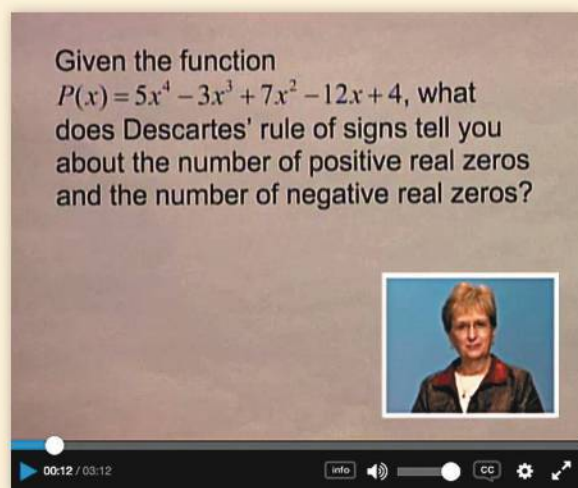 Given the function
P(x) = 5x⁴ – 3x³ + 7x² – 12x + 4, what
does Descartes' rule of signs tell you
about the number of positive real zeros
and the number of negative real zeros?
00:12 / 03:12
info
CC